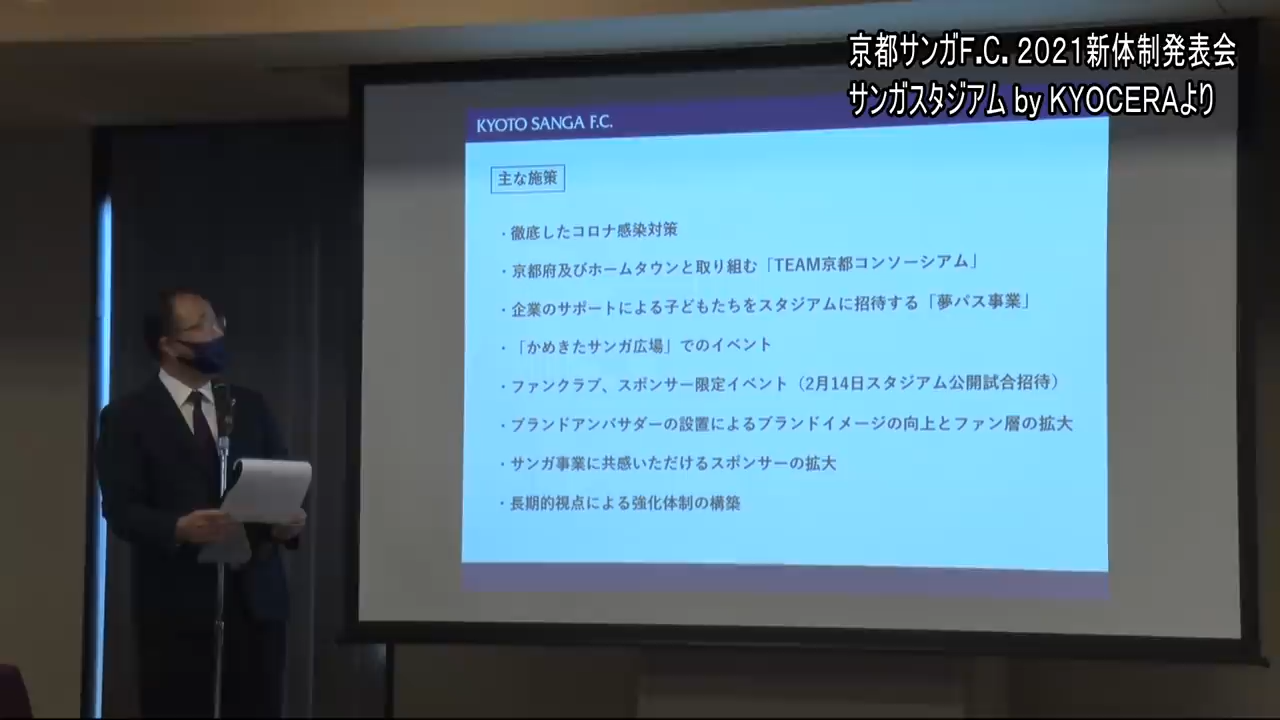 京都サンガF.C. 2021新体制発表会
サンガスタジアム by KYOCERAより
KYOTO SANGA F.C.
主な施策
・徹底したコロナ感染対策
・京都府及びホームタウンと取り組む「TEAM京都コンソーシアム」
・企業のサポートによる子どもたちをスタジアムに招待する「夢パス事業」
・「かめきたサンガ広場」でのイベント
・ファンクラブ、スポンサー限定イベント（2月14日スタジアム公開試合招待）
・ブランドアンバサダーの設置によるブランドイメージの向上とファン層の拡大
・サンガ事業に共感いただけるスポンサーの拡大
・長期的視点による強化体制の構築